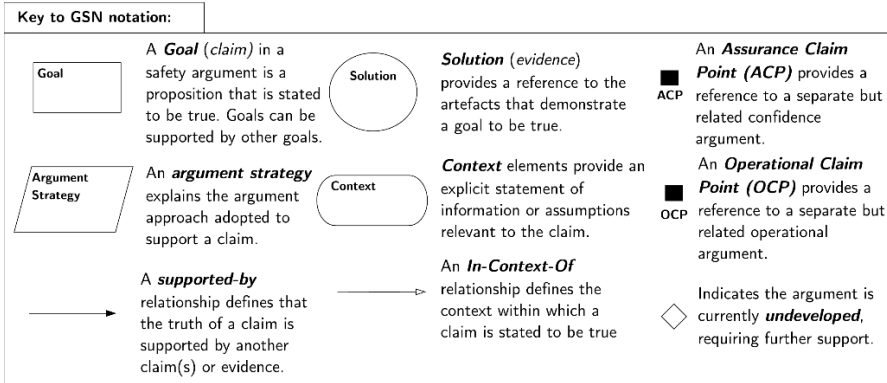 Key to GSN notation:
Goal
A Goal (claim) in a
safety argument is a
proposition that is stated
to be true. Goals can be
supported by other goals.
Solution
Solution (evidence)
provides a reference to the
artefacts that demonstrate
a goal to be true.
ACP
An Assurance Claim
Point (ACP) provides a
reference to a separate but
related confidence
argument.
Argument
Strategy
An argument strategy
explains the argument
approach adopted to
support a claim.
Context
Context elements provide an
explicit statement of
information or assumptions
relevant to the claim.
OCP
An Operational Claim
Point (OCP) provides a
reference to a separate but
related operational
argument.
A supported-by
relationship defines that
the truth of a claim is
supported by another
claim(s) or evidence.
An In-Context-Of
relationship defines the
context within which a
claim is stated to be true
Indicates the argument is
currently undeveloped,
requiring further support.